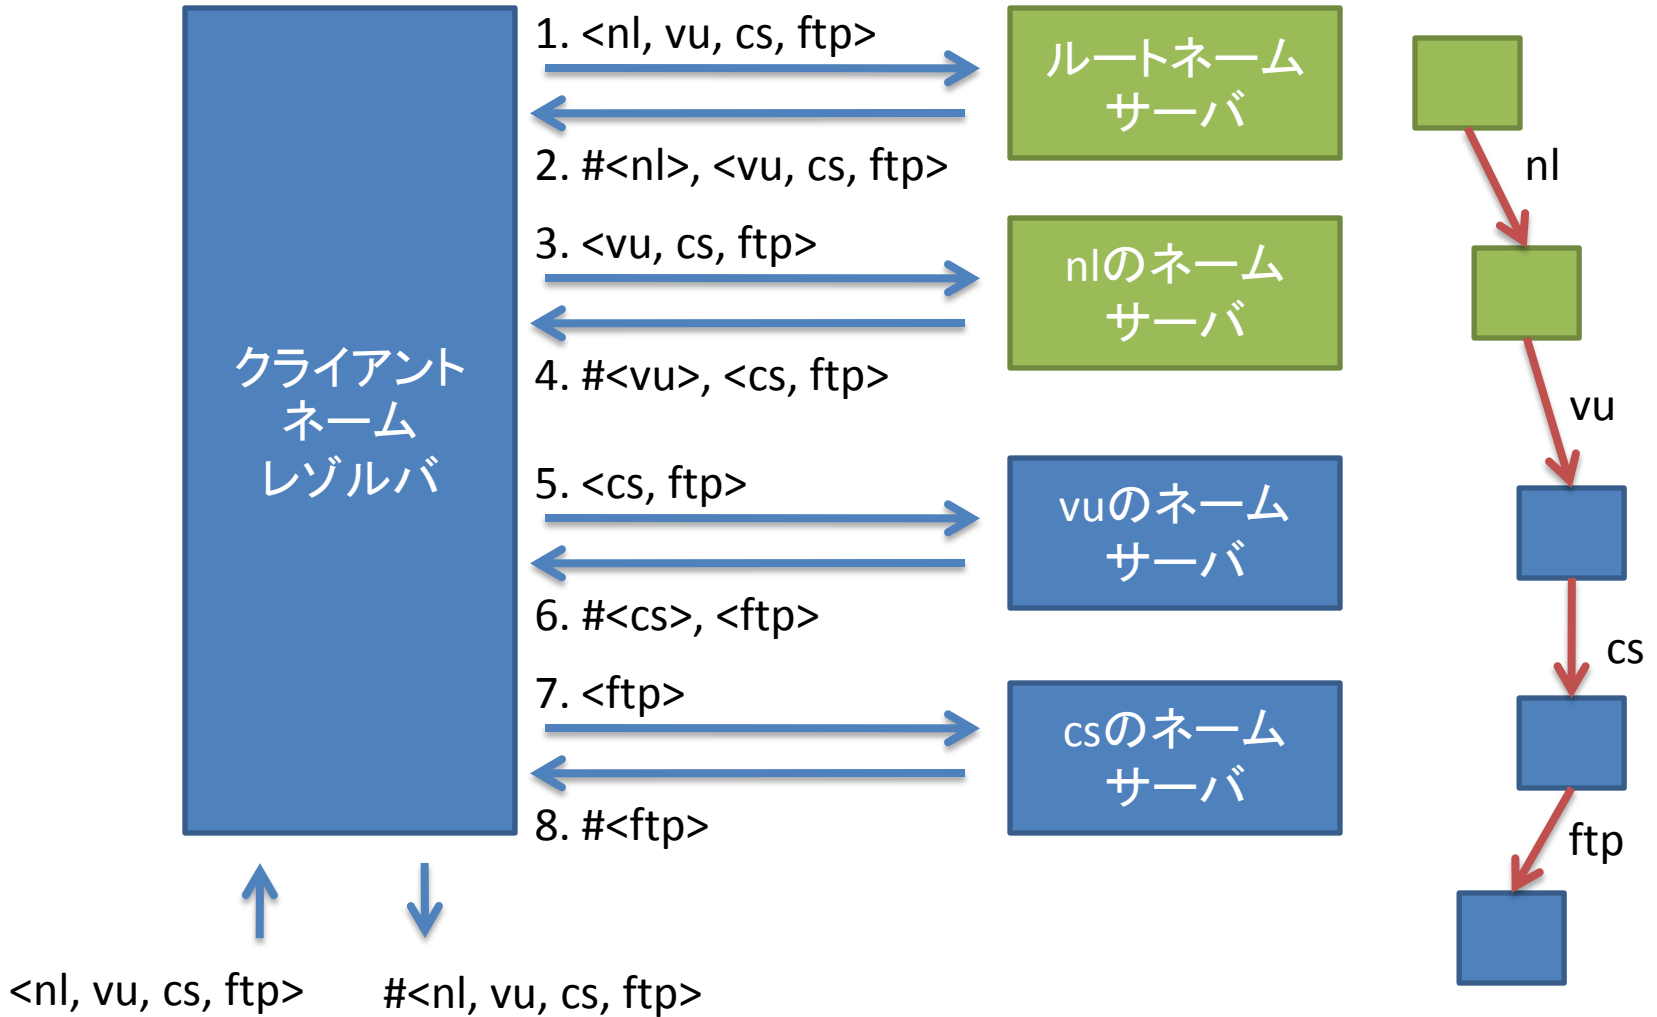 1. <nl, vu, cs, ftp>
ルートネーム
サーバ
2. #<nl>, <vu, cs, ftp>
nl
3. <vu, cs, ftp>
nlのネーム
サーバ
クライアント
ネーム
レゾルバ
4. #<vu>, <cs, ftp>
vu
5. <cs, ftp>
vuのネーム
サーバ
6. #<cs>, <ftp>
cs
7. <ftp>
csのネーム
サーバ
8. #<ftp>
ftp
<nl, vu, cs, ftp>
#<nl, vu, cs, ftp>